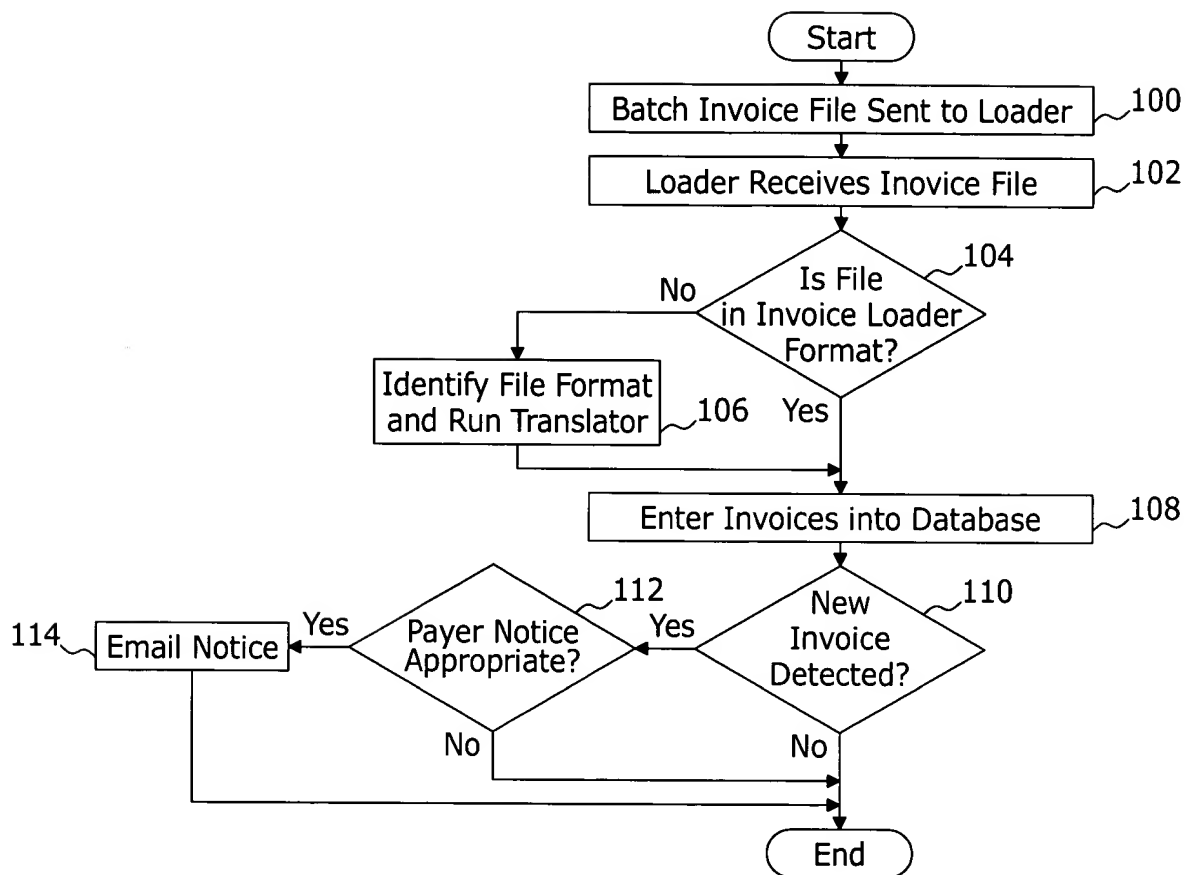 Start
Batch Invoice File Sent to Loader
100
Loader Receives Inovice File
102
Is File
in Invoice Loader
Format?
104
No
Yes
Identify File Format
and Run Translator
106
Enter Invoices into Database
108
New
Invoice
Detected?
110
Yes
No
Payer Notice
Appropriate?
112
Yes
No
Email Notice
114
End